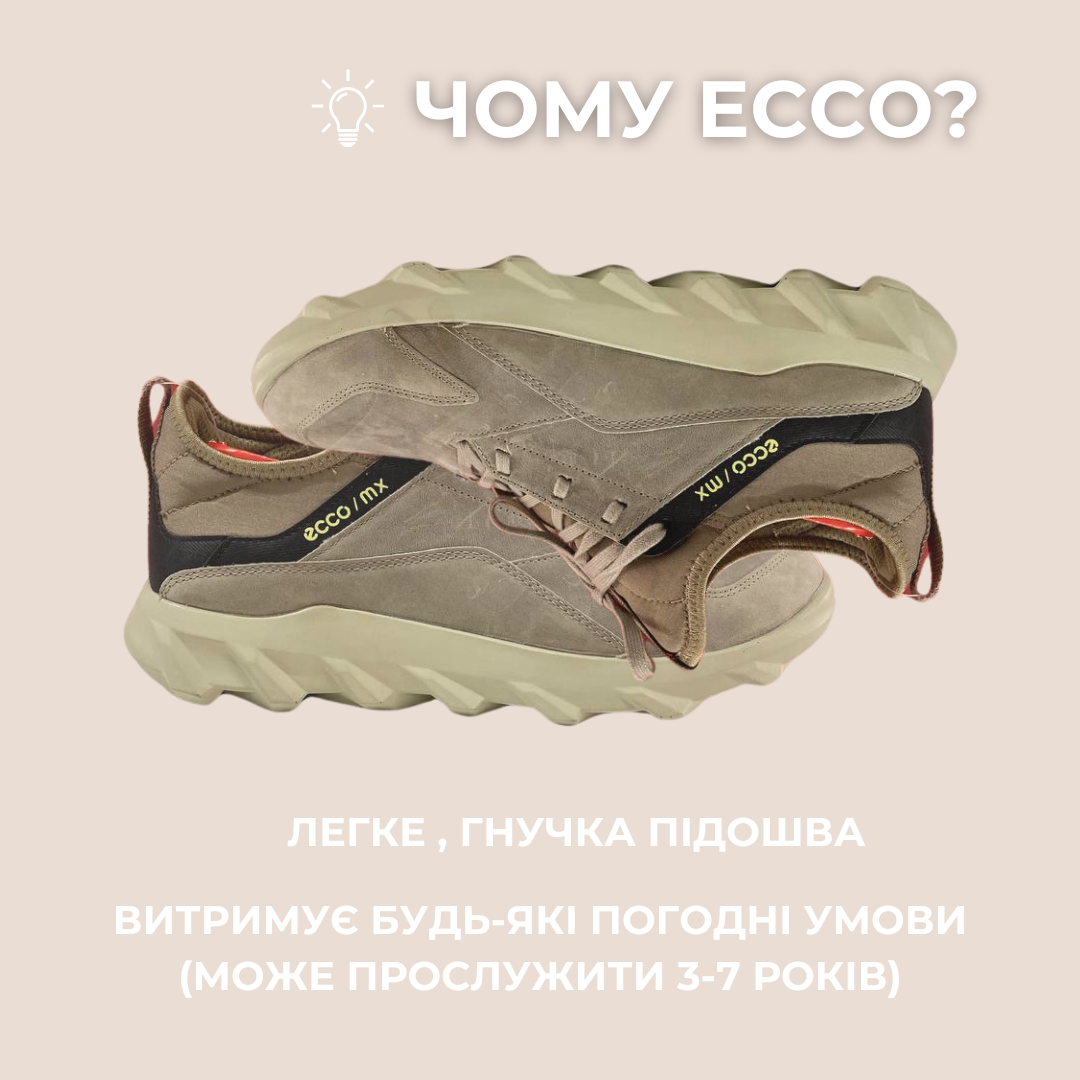 ЧОМУ ECCO?
ecco / mx
ecco / mx
ЛЕГКЕ , ГНУЧКА ПІДОШВА
ВИТРИМУЄ БУДЬ-ЯКІ ПОГОДНІ УМОВИ
(МОЖЕ ПРОСЛУЖИТИ 3-7 РОКІВ)